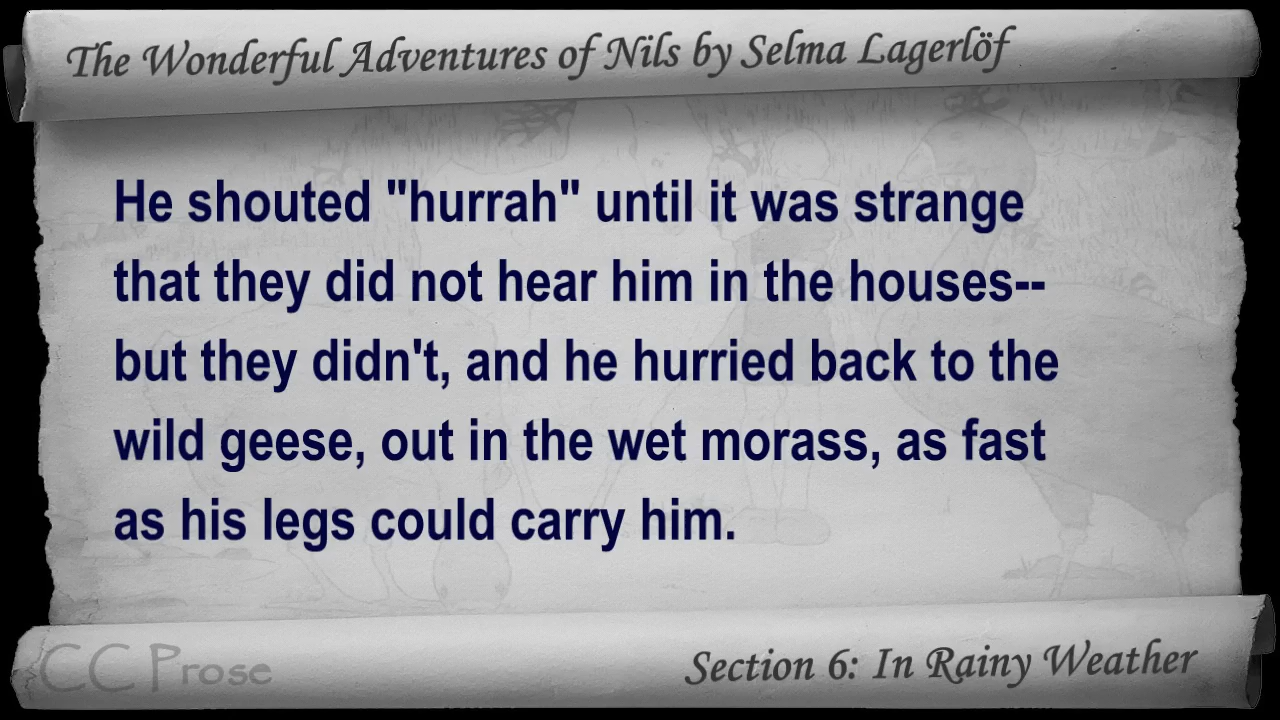 The Wonderful Adventures of Nils by Selma Lagerlöf
He shouted "hurrah" until it was strange
that they did not hear him in the houses--
but they didn't, and he hurried back to the
wild geese, out in the wet morass, as fast
as his legs could carry him.
CC Prose
Section 6: In Rainy Weather